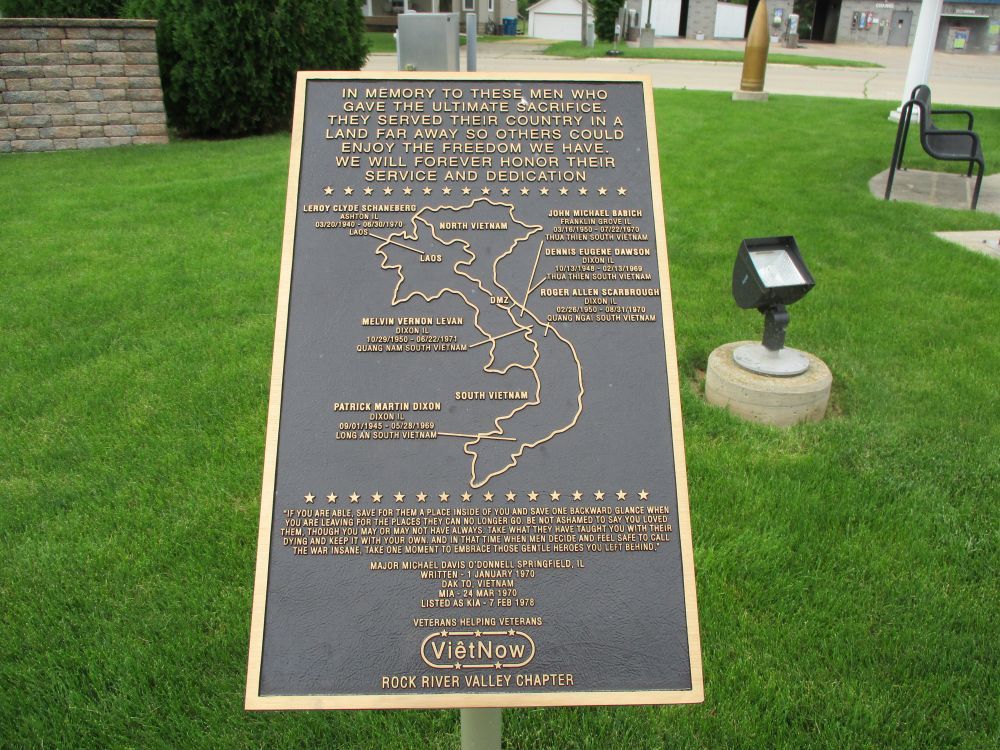 IN MEMORY TO THESE MEN WHO
GAVE THE ULTIMATE SACRIFICE.
THEY SERVED THEIR COUNTRY IN A
LAND FAR AWAY SO OTHERS COULD
ENJOY THE FREEDOM WE HAVE.
WE WILL FOREVER HONOR THEIR
SERVICE AND DEDICATION
LEROY CLYDE SCHANEBERG
ASHTON IL
03/20/1940 - 06/30/1970
LAOS
NORTH VIETNAM
LAOS
DMZ
JOHN MICHAEL BABICH
FRANKLIN GROVE IL
03/16/1950 - 07/22/1970
THUA THIEN SOUTH VIETNAM
DENNIS EUGENE DAWSON
DIXON IL
10/13/1948 - 02/13/1969
THUA THIEN SOUTH VIETNAM
ROGER ALLEN SCARBROUGH
DIXON IL
02/26/1950 - 08/31/1970
QUANG NGAI SOUTH VIETNAM
MELVIN VERNON LEVAN
DIXON IL
10/29/1950 - 06/22/1971
QUANG NAM SOUTH VIETNAM
SOUTH VIETNAM
PATRICK MARTIN DIXON
DIXON IL
09/01/1945 - 05/28/1969
LONG AN SOUTH VIETNAM
"IF YOU ARE ABLE, SAVE FOR THEM A PLACE INSIDE OF YOU AND SAVE ONE BACKWARD GLANCE WHEN
YOU ARE LEAVING FOR THE PLACES THEY CAN NO LONGER GO. BE NOT ASHAMED TO SAY YOU LOVED
THEM, THOUGH YOU MAY OR MAY NOT HAVE ALWAYS. TAKE WHAT THEY HAVE TAUGHT YOU WITH THEIR
DYING AND KEEP IT WITH YOUR OWN. AND IN THAT TIME WHEN MEN DECIDE AND FEEL SAFE TO CALL
THE WAR INSANE, TAKE ONE MOMENT TO EMBRACE THOSE GENTLE HEROES YOU LEFT BEHIND."
MAJOR MICHAEL DAVIS O'DONNELL SPRINGFIELD, IL
WRITTEN - 1 JANUARY 1970
DAK TO, VIETNAM
MIA - 24 MAR 1970
LISTED AS KIA - 7 FEB 1978
VETERANS HELPING VETERANS
ViệtNow
ROCK RIVER VALLEY CHAPTER